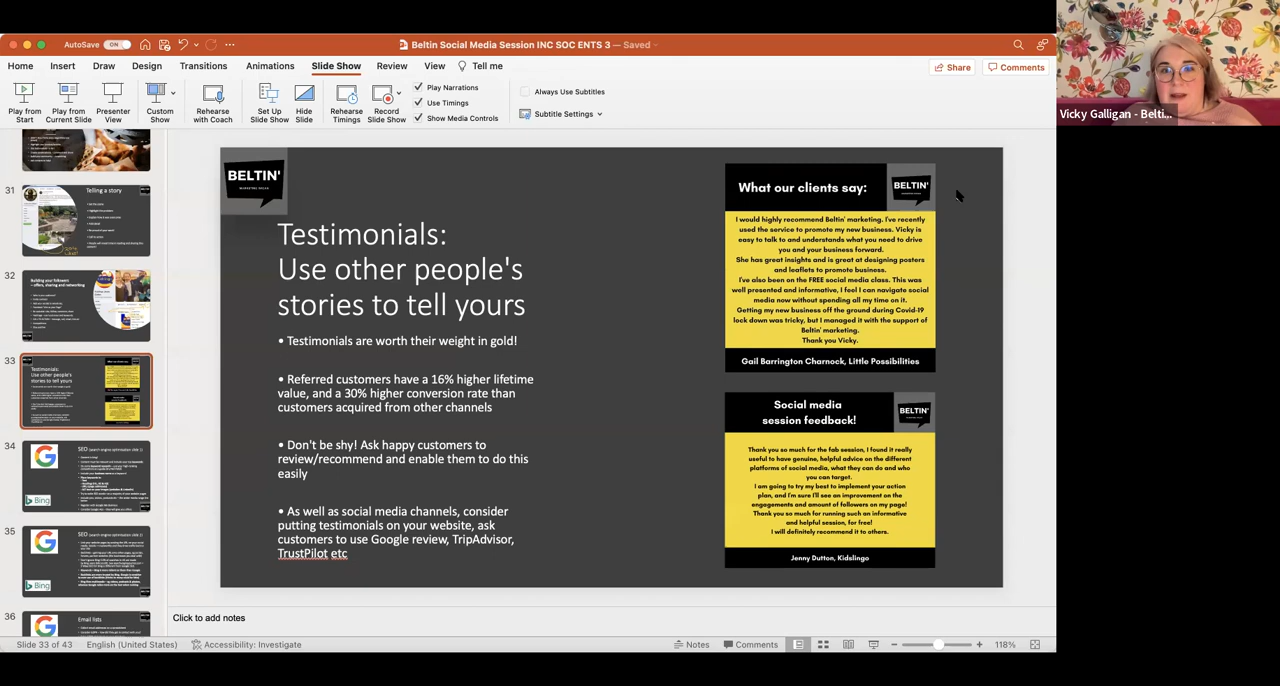 AutoSave ON
Beltin Social Media Session INC SOC ENTS 3 — Saved
Home Insert Draw Design Transitions Animations Slide Show Review View Tell me
Share Comments
Play from Start
Play from Current Slide
Presenter View
Custom Show
Rehearse with Coach
Set Up Slide Show
Hide Slide
Rehearse Timings
Record Slide Show
Play Narrations
Use Timings
Show Media Controls
Always Use Subtitles
Subtitle Settings
Vicky Galligan - Belti...
31
Telling a story
32
Building your followers
– offers, sharing and networking
33
Testimonials:
Use other people's
stories to tell yours
34
Bing
35
Bing
36
Email lists
BELTIN'
Testimonials:
Use other people's
stories to tell yours
• Testimonials are worth their weight in gold!
• Referred customers have a 16% higher lifetime
value, and a 30% higher conversion rate than
customers acquired from other channels
• Don't be shy! Ask happy customers to
review/recommend and enable them to do this
easily
• As well as social media channels, consider
putting testimonials on your website, ask
customers to use Google review, TripAdvisor,
TrustPilot etc
What our clients say:
BELTIN'
I would highly recommend Beltin' marketing. I've recently
used the service to promote my new business. Vicky is
easy to talk to and understands what you need to drive
you and your business forward.
She has great insights and is great at designing posters
and leaflets to promote business.
I've also been on the FREE social media class. This was
well presented and informative, I feel I can navigate social
media now without spending all my time on it.
Getting my new business off the ground during Covid-19
lock down was tricky, but I managed it with the support of
Beltin' marketing.
Thank you Vicky.
Gail Barrington Charnock, Little Possibilities
Social media
session feedback!
BELTIN'
Thank you so much for the fab session, I found it really
useful to have genuine, helpful advice on the different
platforms of social media, what they can do and who
you can target.
I am going to try my best to implement your action
plan, and I'm sure I'll see an improvement on the
engagements and amount of followers on my page!
Thank you so much for running such an informative
and helpful session, for free!
I will definitely recommend it to others.
Jenny Dutton, Kidslingo
Click to add notes
Slide 33 of 43 English (United States) Accessibility: Investigate
Notes Comments 118%